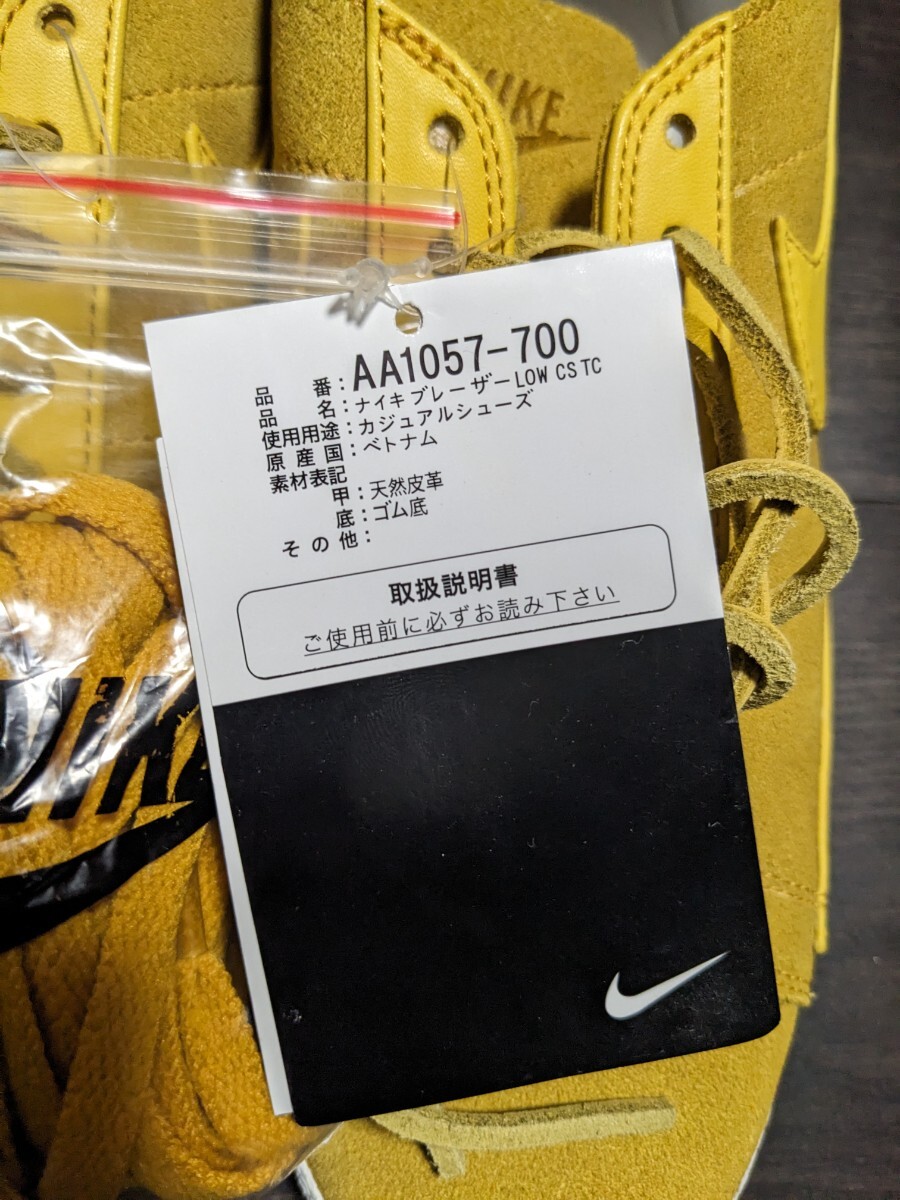 NIKE
品番：AA1057-700
品名：ナイキ ブレーザー LOW CS TC
使用用途：カジュアルシューズ
原産国：ベトナム
素材表記
甲：天然皮革
底：ゴム底
その他：
取扱説明書
ご使用前に必ずお読み下さい
NIKE